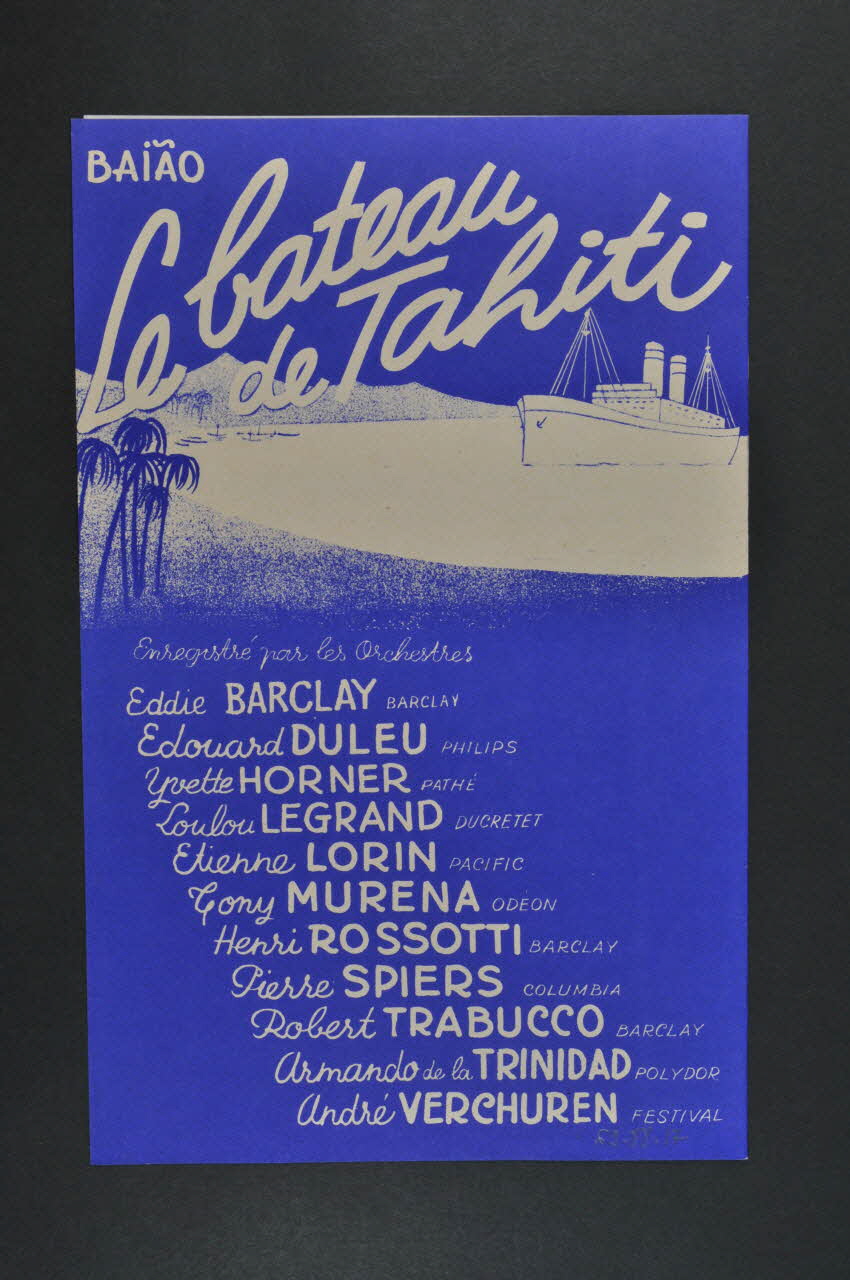 BAIÃO
Le bateau
de Tahiti
Enregistré par les Orchestres
Eddie BARCLAY BARCLAY
Edouard DULEU PHILIPS
Yvette HORNER PATHÉ
Loulou LEGRAND DUCRETET
Etienne LORIN PACIFIC
Tony MURENA ODÉON
Henri ROSSOTTI BARCLAY
Pierre SPIERS COLUMBIA
Robert TRABUCCO BARCLAY
Armando de la TRINIDAD POLYDOR
André VERCHUREN FESTIVAL